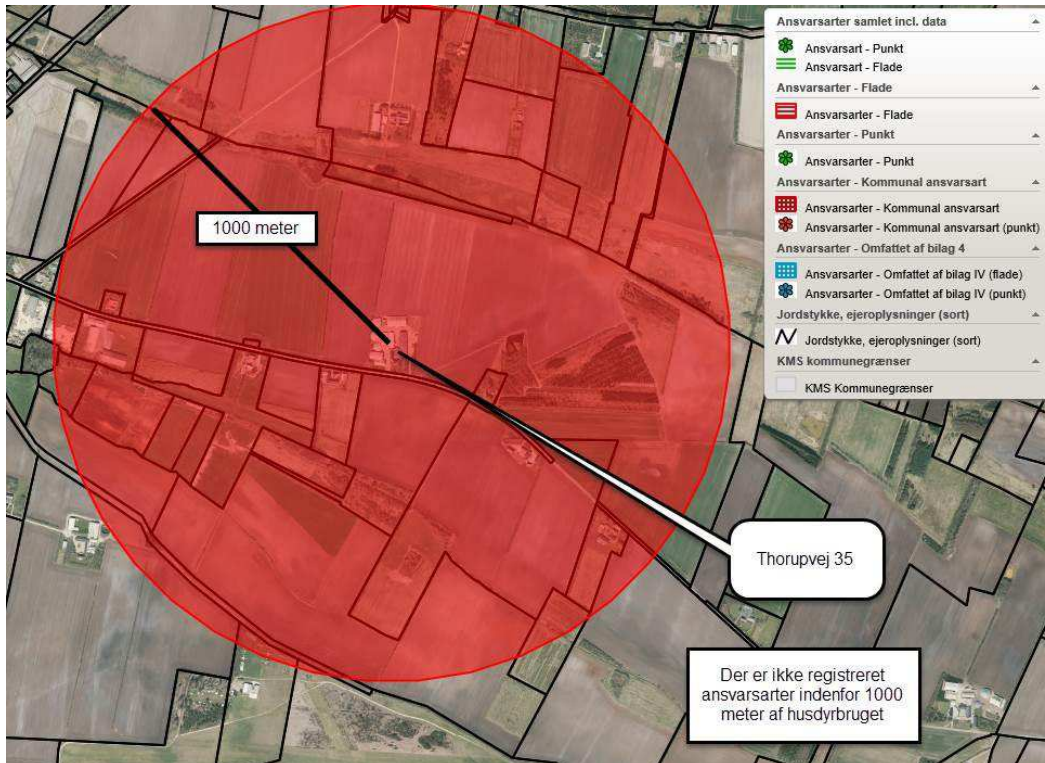 Ansvarsarter samlet incl. data
Ansvarsart - Punkt
Ansvarsart - Flade
Ansvarsarter - Flade
Ansvarsarter - Flade
Ansvarsarter - Punkt
Ansvarsarter - Punkt
Ansvarsarter - Kommunal ansvarsart
Ansvarsarter - Kommunal ansvarsart
Ansvarsarter - Kommunal ansvarsart (punkt)
Ansvarsarter - Omfattet af bilag 4
Ansvarsarter - Omfattet af bilag IV (flade)
Ansvarsarter - Omfattet af bilag IV (punkt)
Jordstykke, ejeroplysninger (sort)
Jordstykke, ejeroplysninger (sort)
KMS kommunegrænser
KMS Kommunegrænser
1000 meter
Thorupvej 35
Der er ikke registreret
ansvarsarter indenfor 1000
meter af husdyrbruget